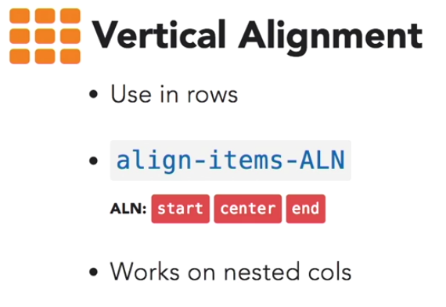 Vertical Alignment
• Use in rows
• align-items-ALN
ALN: start center end
• Works on nested cols